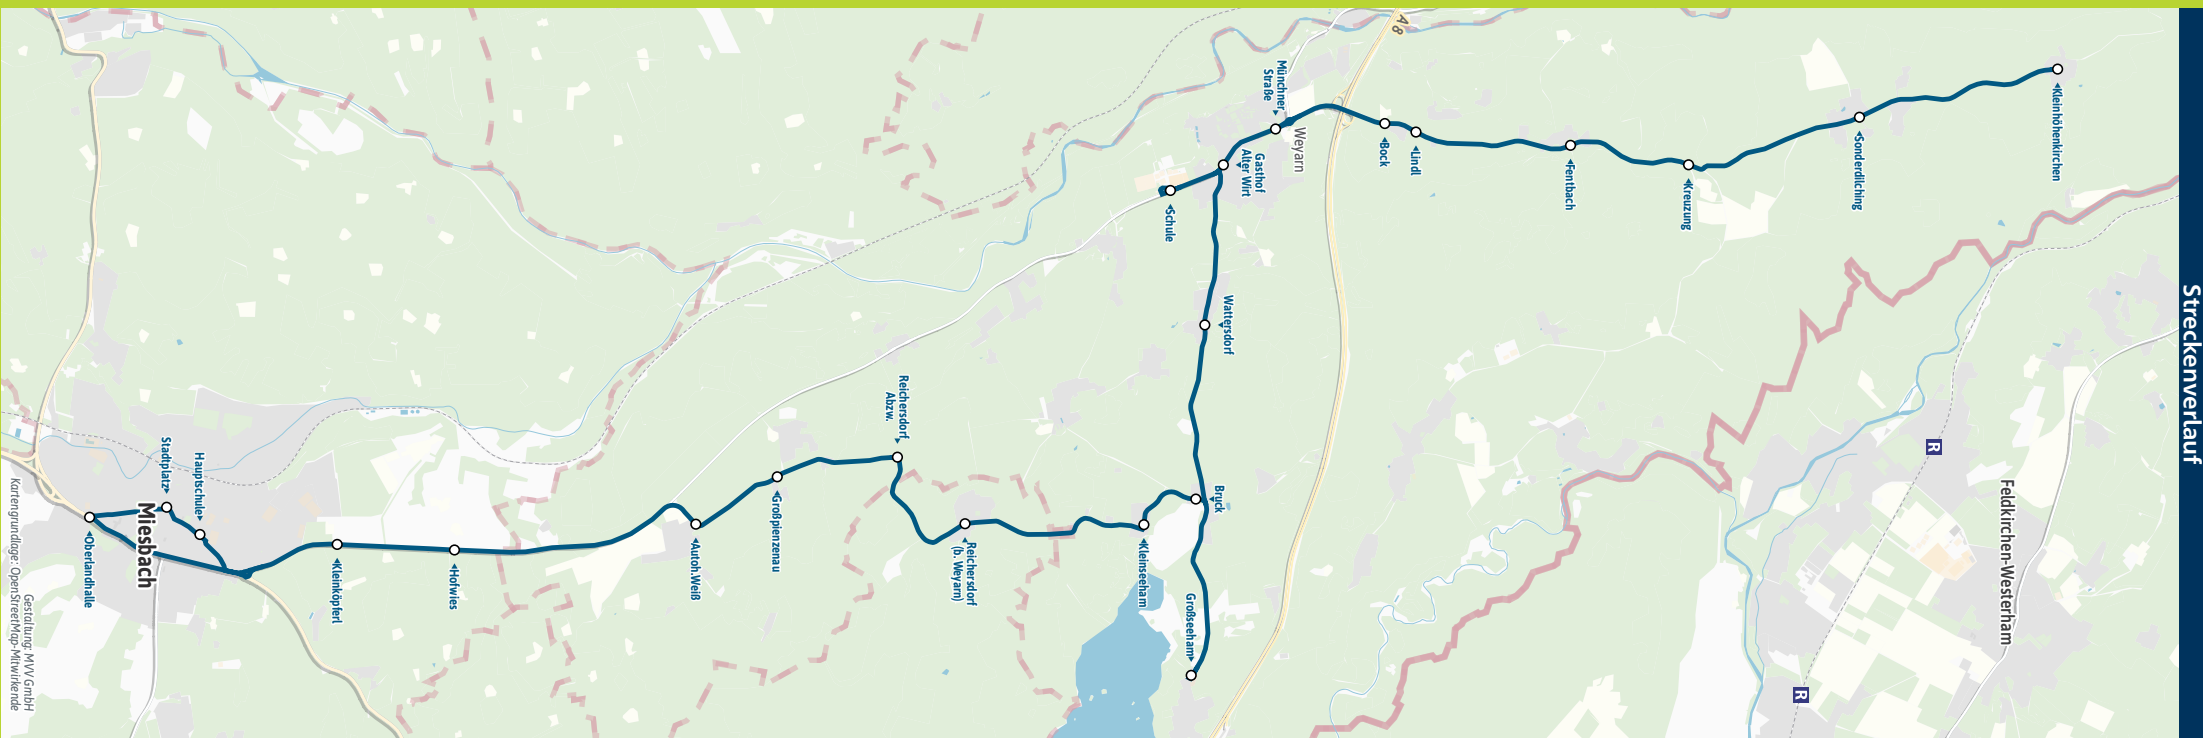 Streckenverlauf
Kleinhöhenkirchen
Sonderdilching
Kreuzung
Fentbach
Lindl
Bock
A 8
Weyarn
Münchner
Straße
Gasthof
Alter Wirt
Schule
Wattersdorf
Bruck
Großseeham
Kleinseeham
Reichersdorf
(b. Weyarn)
Reichersdorf
Abzw.
Großpienzenau
Autoh.Weiß
Hofwies
Kleinköpferl
Hauptschule
Stadtplatz
Miesbach
Oberlandhalle
R
Feldkirchen-Westerham
R
Gestaltung: MVV GmbH
Kartengrundlage: OpenStreetMap-Mitwirkende